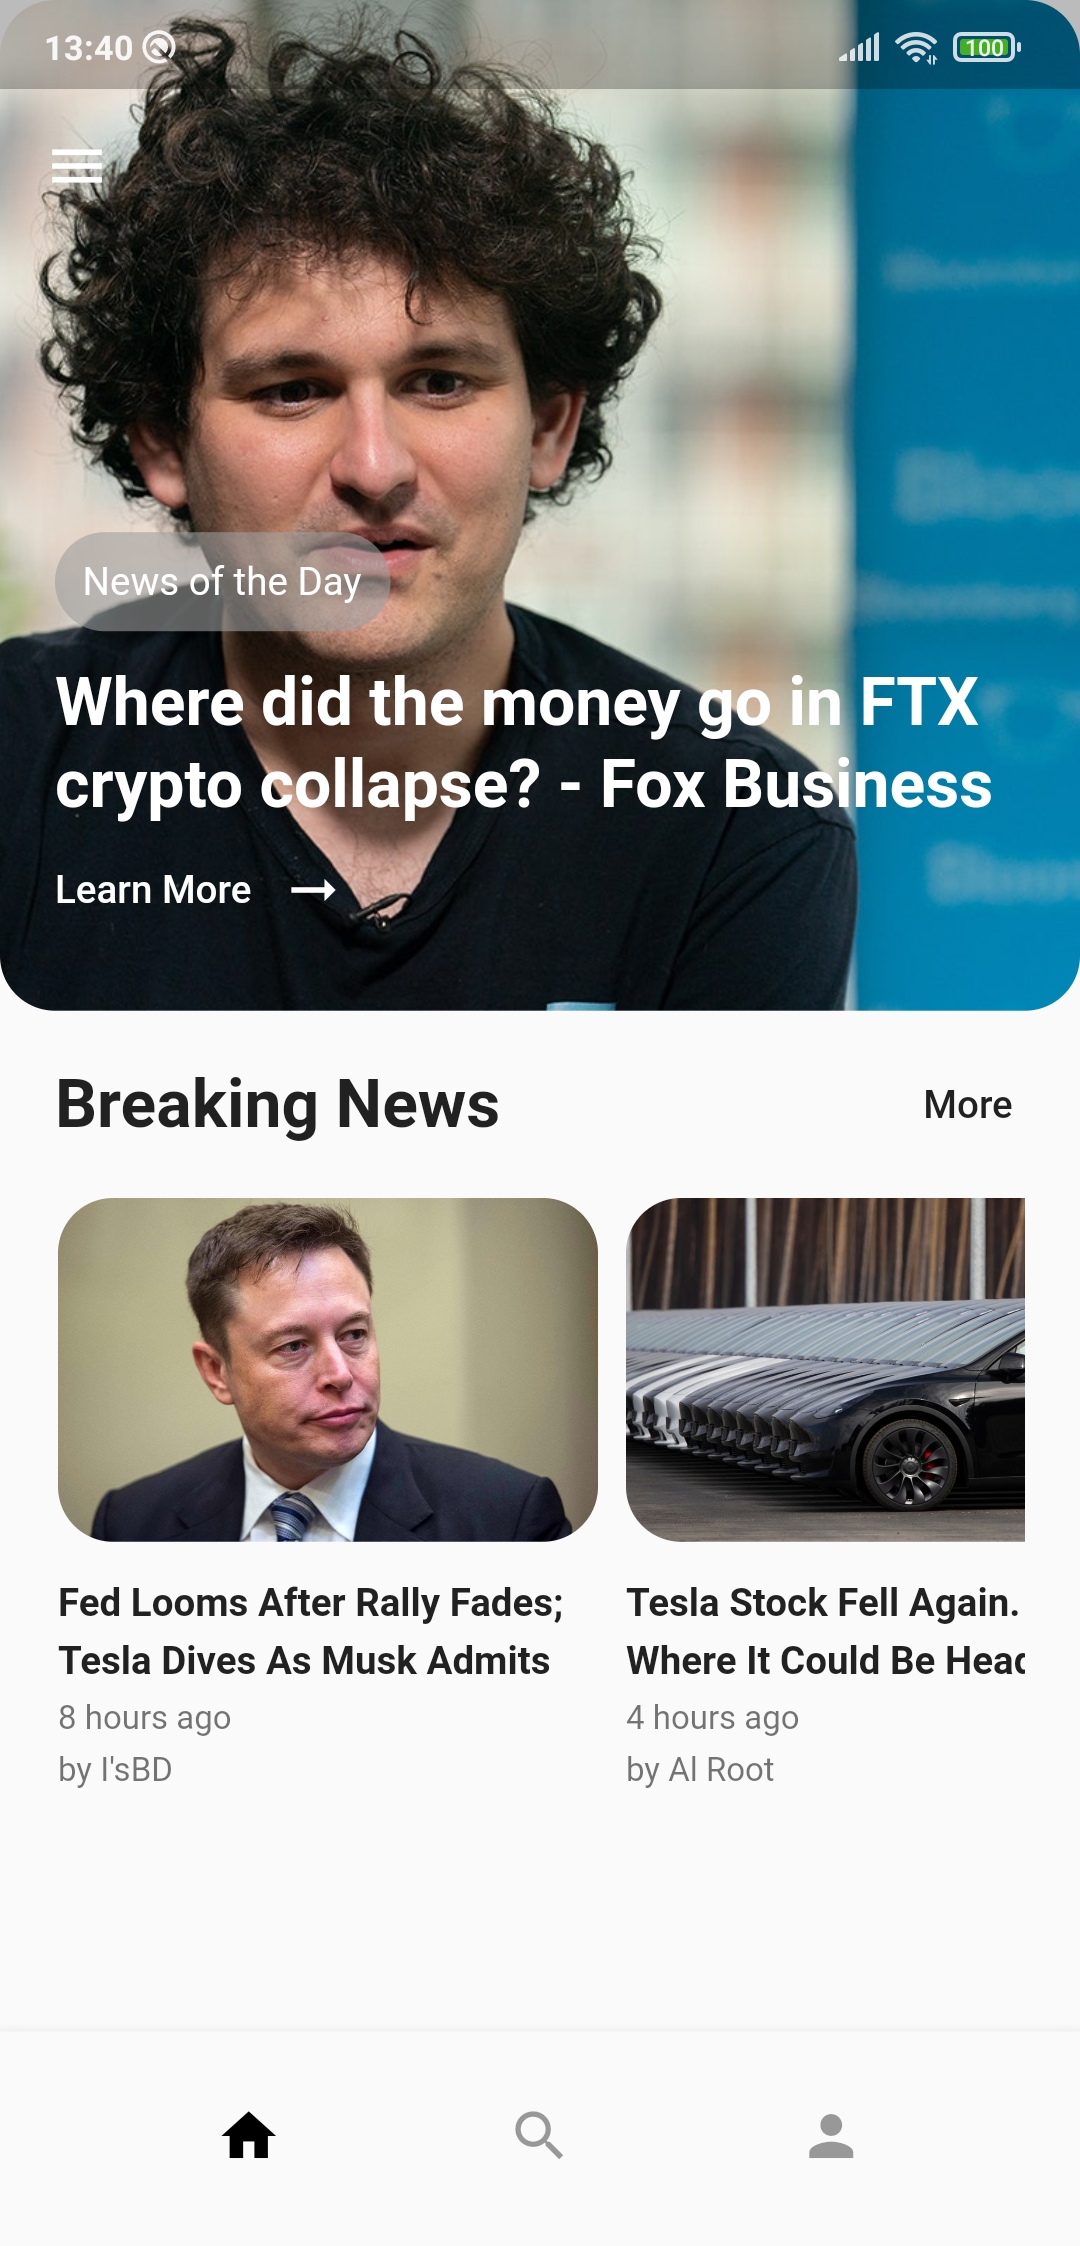 13:40
100
News of the Day
Where did the money go in FTX
crypto collapse? - Fox Business
Learn More
Breaking News
More
Fed Looms After Rally Fades;
Tesla Dives As Musk Admits
8 hours ago
by I'sBD
Tesla Stock Fell Again.
Where It Could Be Head
4 hours ago
by Al Root